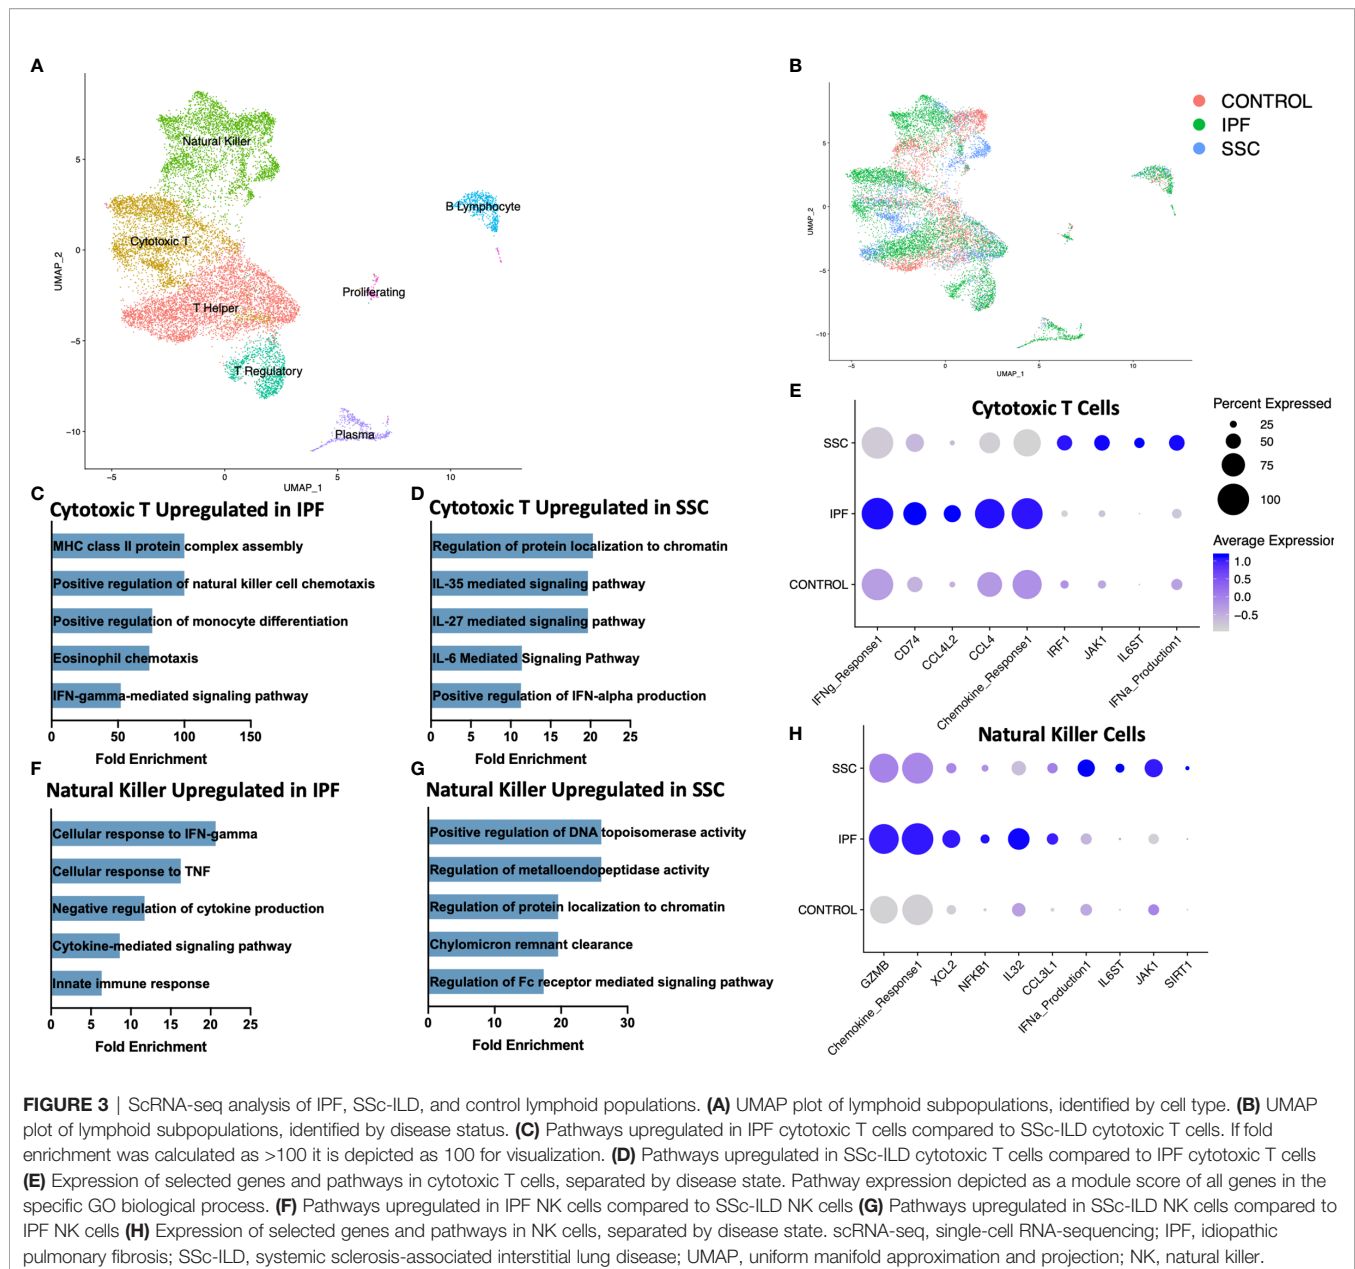 A
Natural Killer
B Lymphocyte
Cytotoxic T
Proliferating
T Helper
T Regulatory
Plasma
5
0
−5
−10
UMAP_2
−5
0
5
10
UMAP_1
B
CONTROL
IPF
SSC
5
0
−5
−10
UMAP_2
−5
0
5
10
UMAP_1
C
Cytotoxic T Upregulated in IPF
MHC class II protein complex assembly
Positive regulation of natural killer cell chemotaxis
Positive regulation of monocyte differentiation
Eosinophil chemotaxis
IFN-gamma-mediated signaling pathway
0 50 100 150
Fold Enrichment
D
Cytotoxic T Upregulated in SSC
Regulation of protein localization to chromatin
IL-35 mediated signaling pathway
IL-27 mediated signaling pathway
IL-6 Mediated Signaling Pathway
Positive regulation of IFN-alpha production
0 5 10 15 20 25
Fold Enrichment
E
Cytotoxic T Cells
SSC
IPF
CONTROL
IFNg_Response1
CD74
CCL4L2
CCL4
Chemokine_Response1
IRF1
JAK1
IL6ST
IFNa_Production1
Percent Expressed
25
50
75
100
Average Expression
1.0
0.5
0.0
−0.5
F
Natural Killer Upregulated in IPF
Cellular response to IFN-gamma
Cellular response to TNF
Negative regulation of cytokine production
Cytokine-mediated signaling pathway
Innate immune response
0 5 10 15 20 25
Fold Enrichment
G
Natural Killer Upregulated in SSC
Positive regulation of DNA topoisomerase activity
Regulation of metalloendopeptidase activity
Regulation of protein localization to chromatin
Chylomicron remnant clearance
Regulation of Fc receptor mediated signaling pathway
0 10 20 30
Fold Enrichment
H
Natural Killer Cells
SSC
IPF
CONTROL
GZMB
Chemokine_Response1
XCL2
NFKB1
IL32
CCL3L1
IFNa_Production1
IL6ST
JAK1
SIRT1
FIGURE 3 | ScRNA-seq analysis of IPF, SSc-ILD, and control lymphoid populations. (A) UMAP plot of lymphoid subpopulations, identified by cell type. (B) UMAP
plot of lymphoid subpopulations, identified by disease status. (C) Pathways upregulated in IPF cytotoxic T cells compared to SSc-ILD cytotoxic T cells. If fold
enrichment was calculated as >100 it is depicted as 100 for visualization. (D) Pathways upregulated in SSc-ILD cytotoxic T cells compared to IPF cytotoxic T cells
(E) Expression of selected genes and pathways in cytotoxic T cells, separated by disease state. Pathway expression depicted as a module score of all genes in the
specific GO biological process. (F) Pathways upregulated in IPF NK cells compared to SSc-ILD NK cells (G) Pathways upregulated in SSc-ILD NK cells compared to
IPF NK cells (H) Expression of selected genes and pathways in NK cells, separated by disease state. scRNA-seq, single-cell RNA-sequencing; IPF, idiopathic
pulmonary fibrosis; SSc-ILD, systemic sclerosis-associated interstitial lung disease; UMAP, uniform manifold approximation and projection; NK, natural killer.